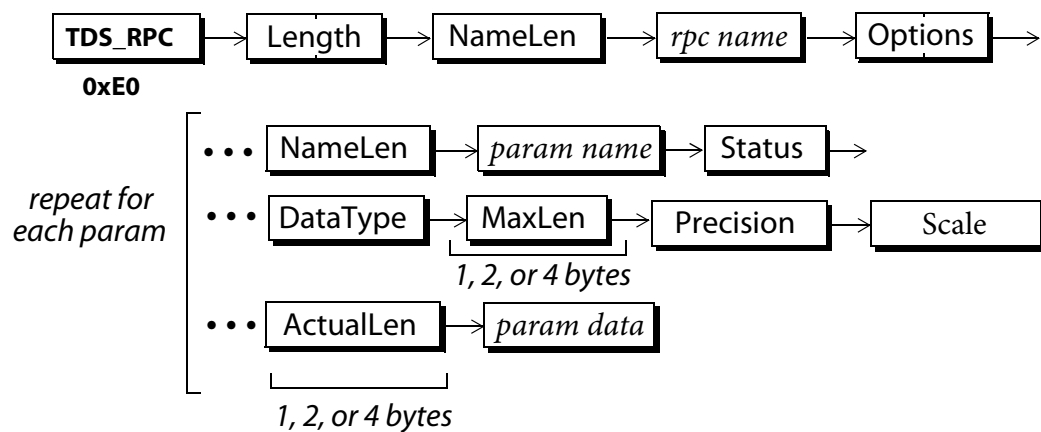 TDS_RPC Length NameLen rpc name Options
0xE0
••• NameLen param name Status
repeat for
each param
••• DataType MaxLen Precision Scale
1, 2, or 4 bytes
••• ActualLen param data
1, 2, or 4 bytes